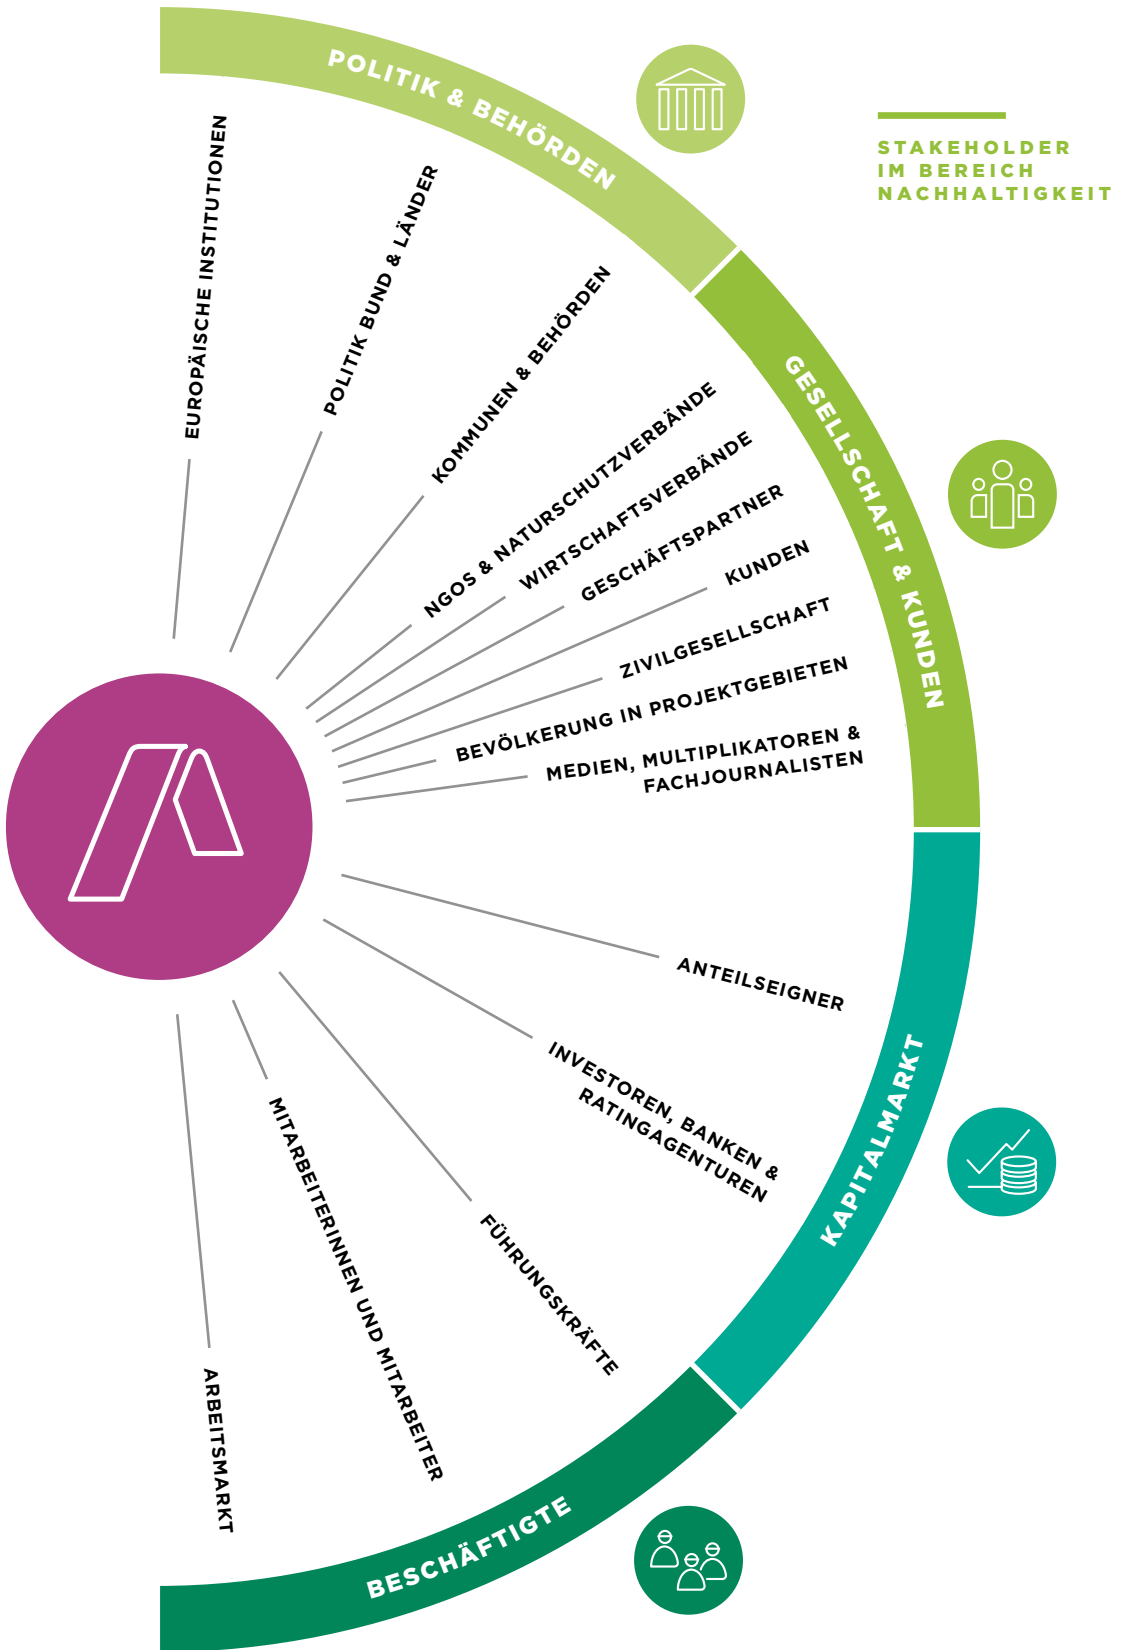 STAKEHOLDER
IM BEREICH
NACHHALTIGKEIT
POLITIK & BEHÖRDEN
EUROPÄISCHE INSTITUTIONEN
POLITIK BUND & LÄNDER
KOMMUNEN & BEHÖRDEN
GESELLSCHAFT & KUNDEN
NGOS & NATURSCHUTZVERBÄNDE
WIRTSCHAFTSVERBÄNDE
GESCHÄFTSPARTNER
KUNDEN
ZIVILGESELLSCHAFT
BEVÖLKERUNG IN PROJEKTGEBIETEN
MEDIEN, MULTIPLIKATOREN &
FACHJOURNALISTEN
KAPITALMARKT
ANTEILSEIGNER
INVESTOREN, BANKEN &
RATINGAGENTUREN
BESCHÄFTIGTE
FÜHRUNGSKRÄFTE
MITARBEITERINNEN UND MITARBEITER
ARBEITSMARKT